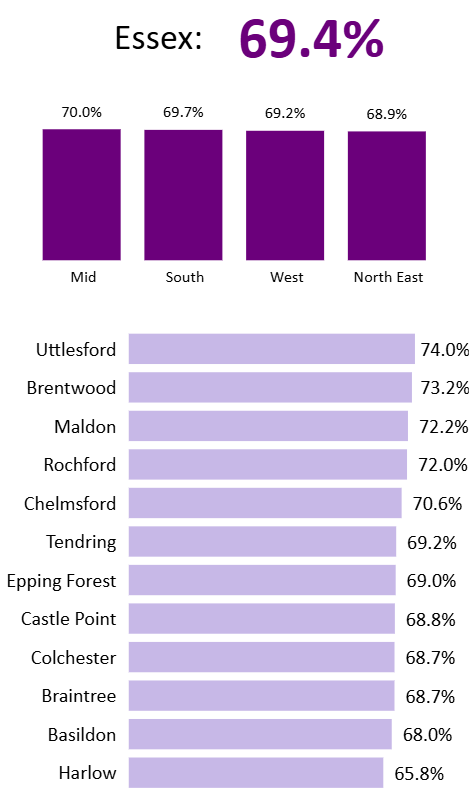 Essex: 69.4%
70.0% 69.7% 69.2% 68.9%
Mid South West North East
Uttlesford 74.0%
Brentwood 73.2%
Maldon 72.2%
Rochford 72.0%
Chelmsford 70.6%
Tendring 69.2%
Epping Forest 69.0%
Castle Point 68.8%
Colchester 68.7%
Braintree 68.7%
Basildon 68.0%
Harlow 65.8%